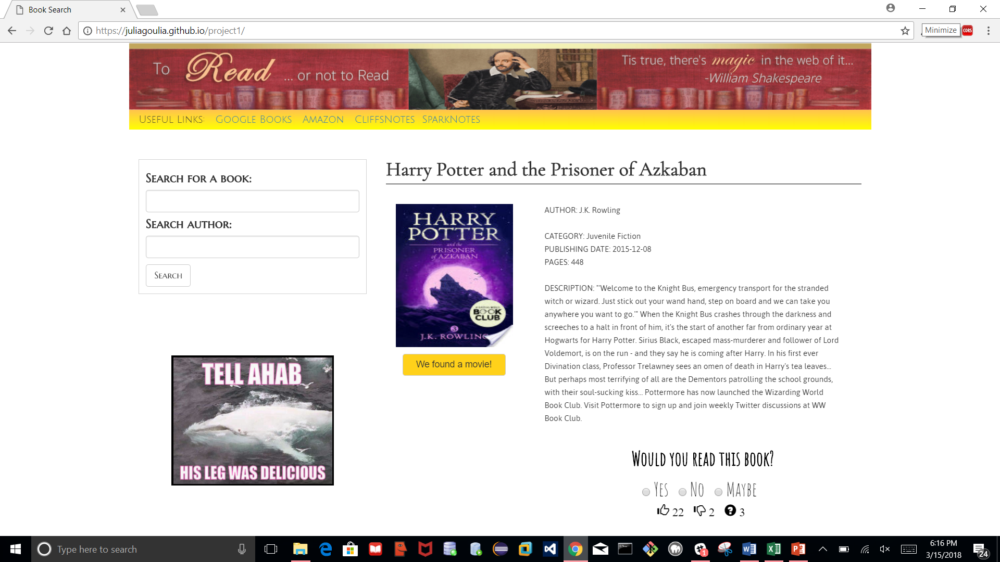 Book Search
https://juliagoulia.github.io/project1/
Minimize
CORS
To Read ... or not to Read
Tis true, there's magic in the web of it...
-William Shakespeare
Useful Links: Google Books Amazon CliffsNotes SparkNotes
Search for a book:
Search author:
Search
TELL AHAB
HIS LEG WAS DELICIOUS
Harry Potter and the Prisoner of Azkaban
HARRY
POTTER
and the
PRISONER
of AZKABAN
BOOK
CLUB
3
J.K. ROWLING
We found a movie!
AUTHOR: J.K. Rowling
CATEGORY: Juvenile Fiction
PUBLISHING DATE: 2015-12-08
PAGES: 448
DESCRIPTION: "'Welcome to the Knight Bus, emergency transport for the stranded
witch or wizard. Just stick out your wand hand, step on board and we can take you
anywhere you want to go.'" When the Knight Bus crashes through the darkness and
screeches to a halt in front of him, it's the start of another far from ordinary year at
Hogwarts for Harry Potter. Sirius Black, escaped mass-murderer and follower of Lord
Voldemort, is on the run - and they say he is coming after Harry. In his first ever
Divination class, Professor Trelawney sees an omen of death in Harry's tea leaves...
But perhaps most terrifying of all are the Dementors patrolling the school grounds,
with their soul-sucking kiss... Pottermore has now launched the Wizarding World
Book Club. Visit Pottermore to sign up and join weekly Twitter discussions at WW
Book Club.
Would you read this book?
Yes No Maybe
22 2 ? 3
Type here to search
1
6:16 PM
3/15/2018
24